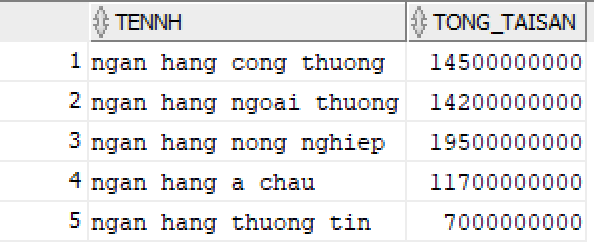 TENNH TONG_TAISAN
1 ngan hang cong thuong 14500000000
2 ngan hang ngoai thuong 14200000000
3 ngan hang nong nghiep 19500000000
4 ngan hang a chau 11700000000
5 ngan hang thuong tin 7000000000